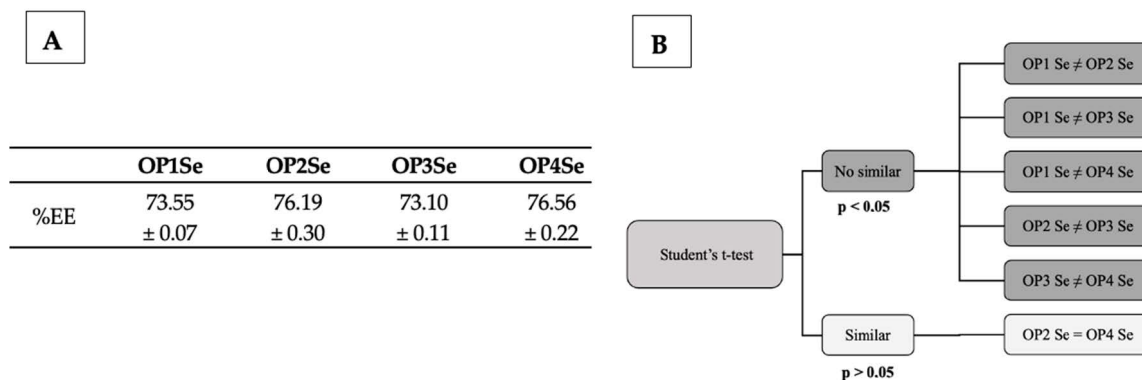 A
OP1Se OP2Se OP3Se OP4Se
%EE
73.55 76.19 73.10 76.56
± 0.07 ± 0.30 ± 0.11 ± 0.22
B
Student's t-test
No similar
p < 0.05
OP1 Se ≠ OP2 Se
OP1 Se ≠ OP3 Se
OP1 Se ≠ OP4 Se
OP2 Se ≠ OP3 Se
OP3 Se ≠ OP4 Se
Similar
p > 0.05
OP2 Se = OP4 Se